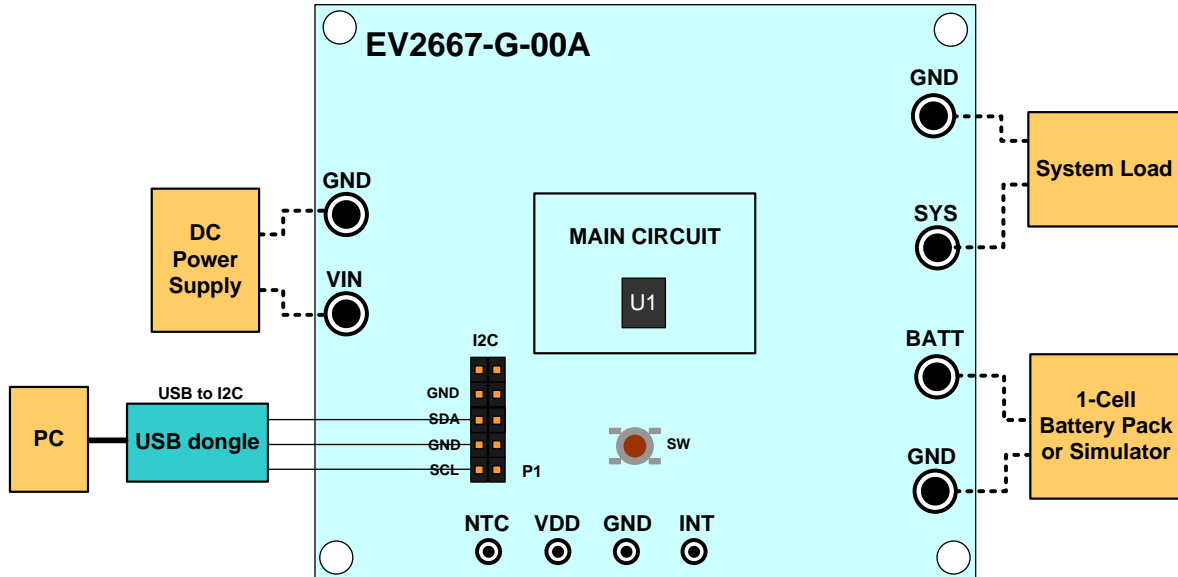 EV2667-G-00A
GND
System Load
SYS
GND
DC
Power
Supply
VIN
MAIN CIRCUIT
U1
I2C
BATT
1-Cell
Battery Pack
or Simulator
GND
PC
USB to I2C
USB dongle
GND
SDA
GND
SCL
P1
SW
NTC
VDD
GND
INT